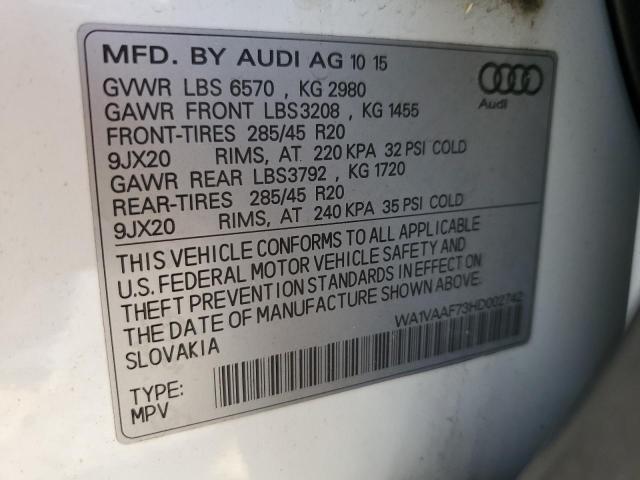 MFD. BY AUDI AG 10 15
Audi
GVWR LBS 6570 , KG 2980
GAWR FRONT LBS3208 , KG 1455
FRONT-TIRES 285/45 R20
9JX20 RIMS, AT 220 KPA 32 PSI COLD
GAWR REAR LBS3792 , KG 1720
REAR-TIRES 285/45 R20
9JX20 RIMS, AT 240 KPA 35 PSI COLD
THIS VEHICLE CONFORMS TO ALL APPLICABLE
U.S. FEDERAL MOTOR VEHICLE SAFETY AND
THEFT PREVENTION STANDARDS IN EFFECT ON
THE DATE OF MANUFACTURE SHOWN ABOVE.
SLOVAKIA
WA1VAAF73HD002742
TYPE:
MPV